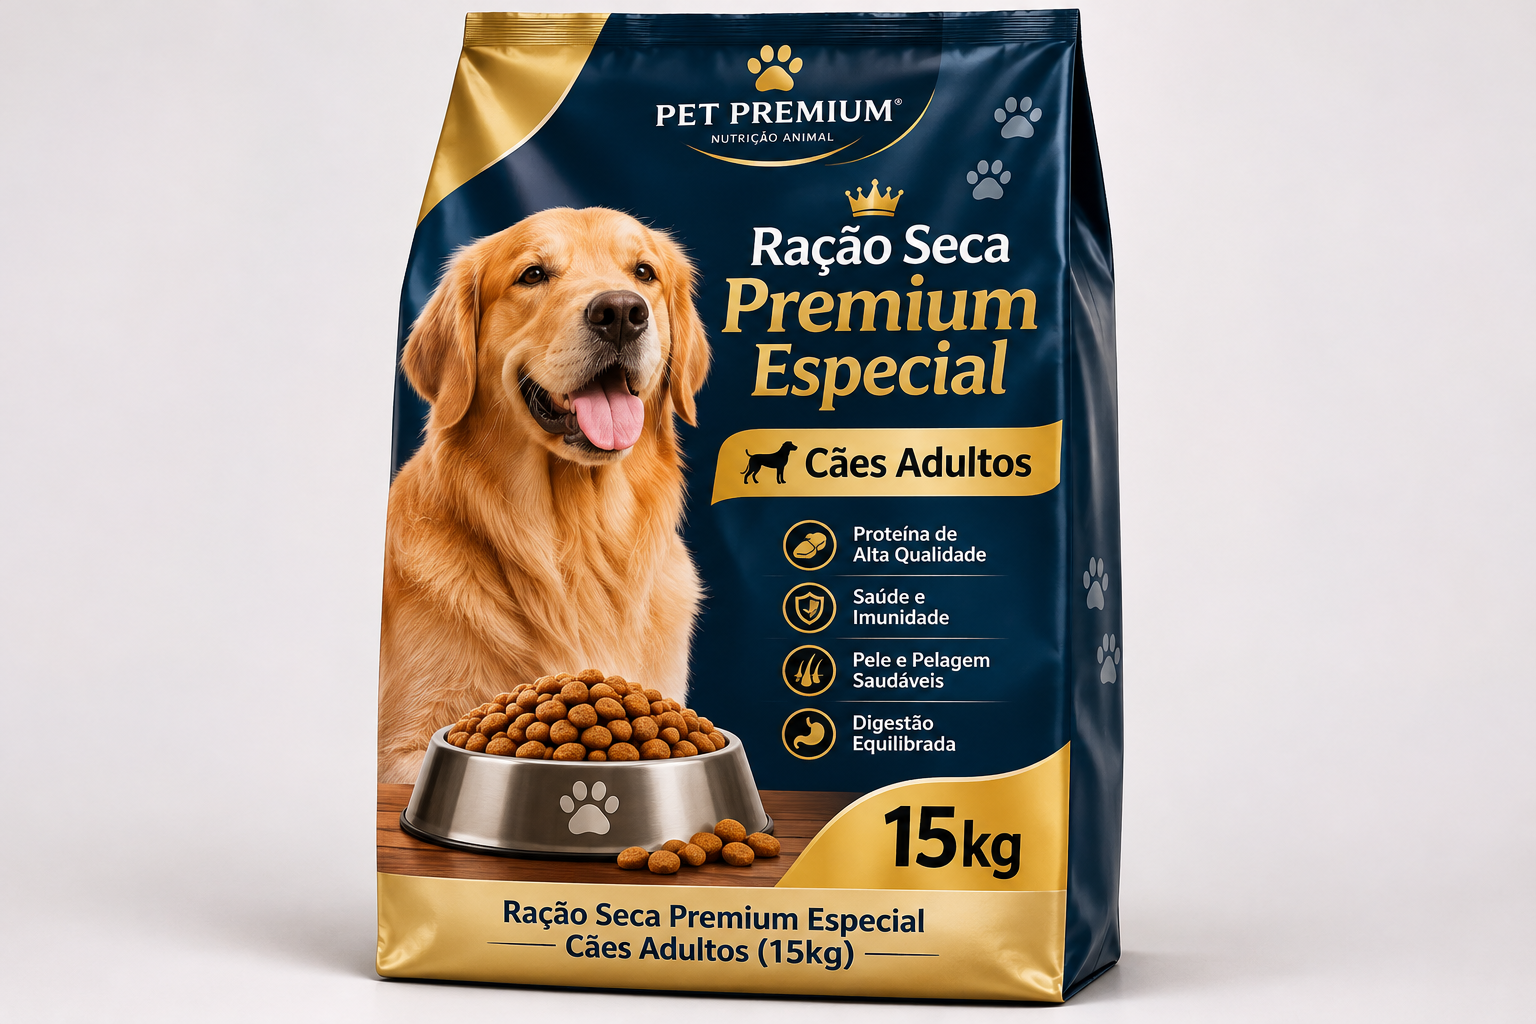 PET PREMIUM®
NUTRIÇÃO ANIMAL
Ração Seca
Premium
Especial
Cães Adultos
Proteína de
Alta Qualidade
Saúde e
Imunidade
Pele e Pelagem
Saudáveis
Digestão
Equilibrada
15kg
Ração Seca Premium Especial
Cães Adultos (15kg)